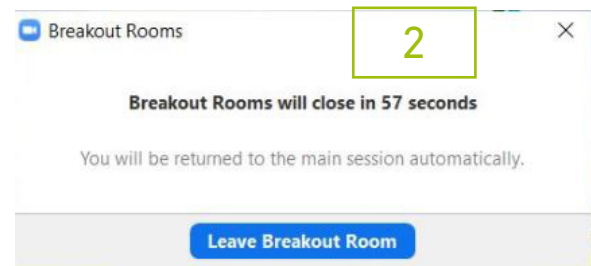 Breakout Rooms
2
Breakout Rooms will close in 57 seconds
You will be returned to the main session automatically.
Leave Breakout Room